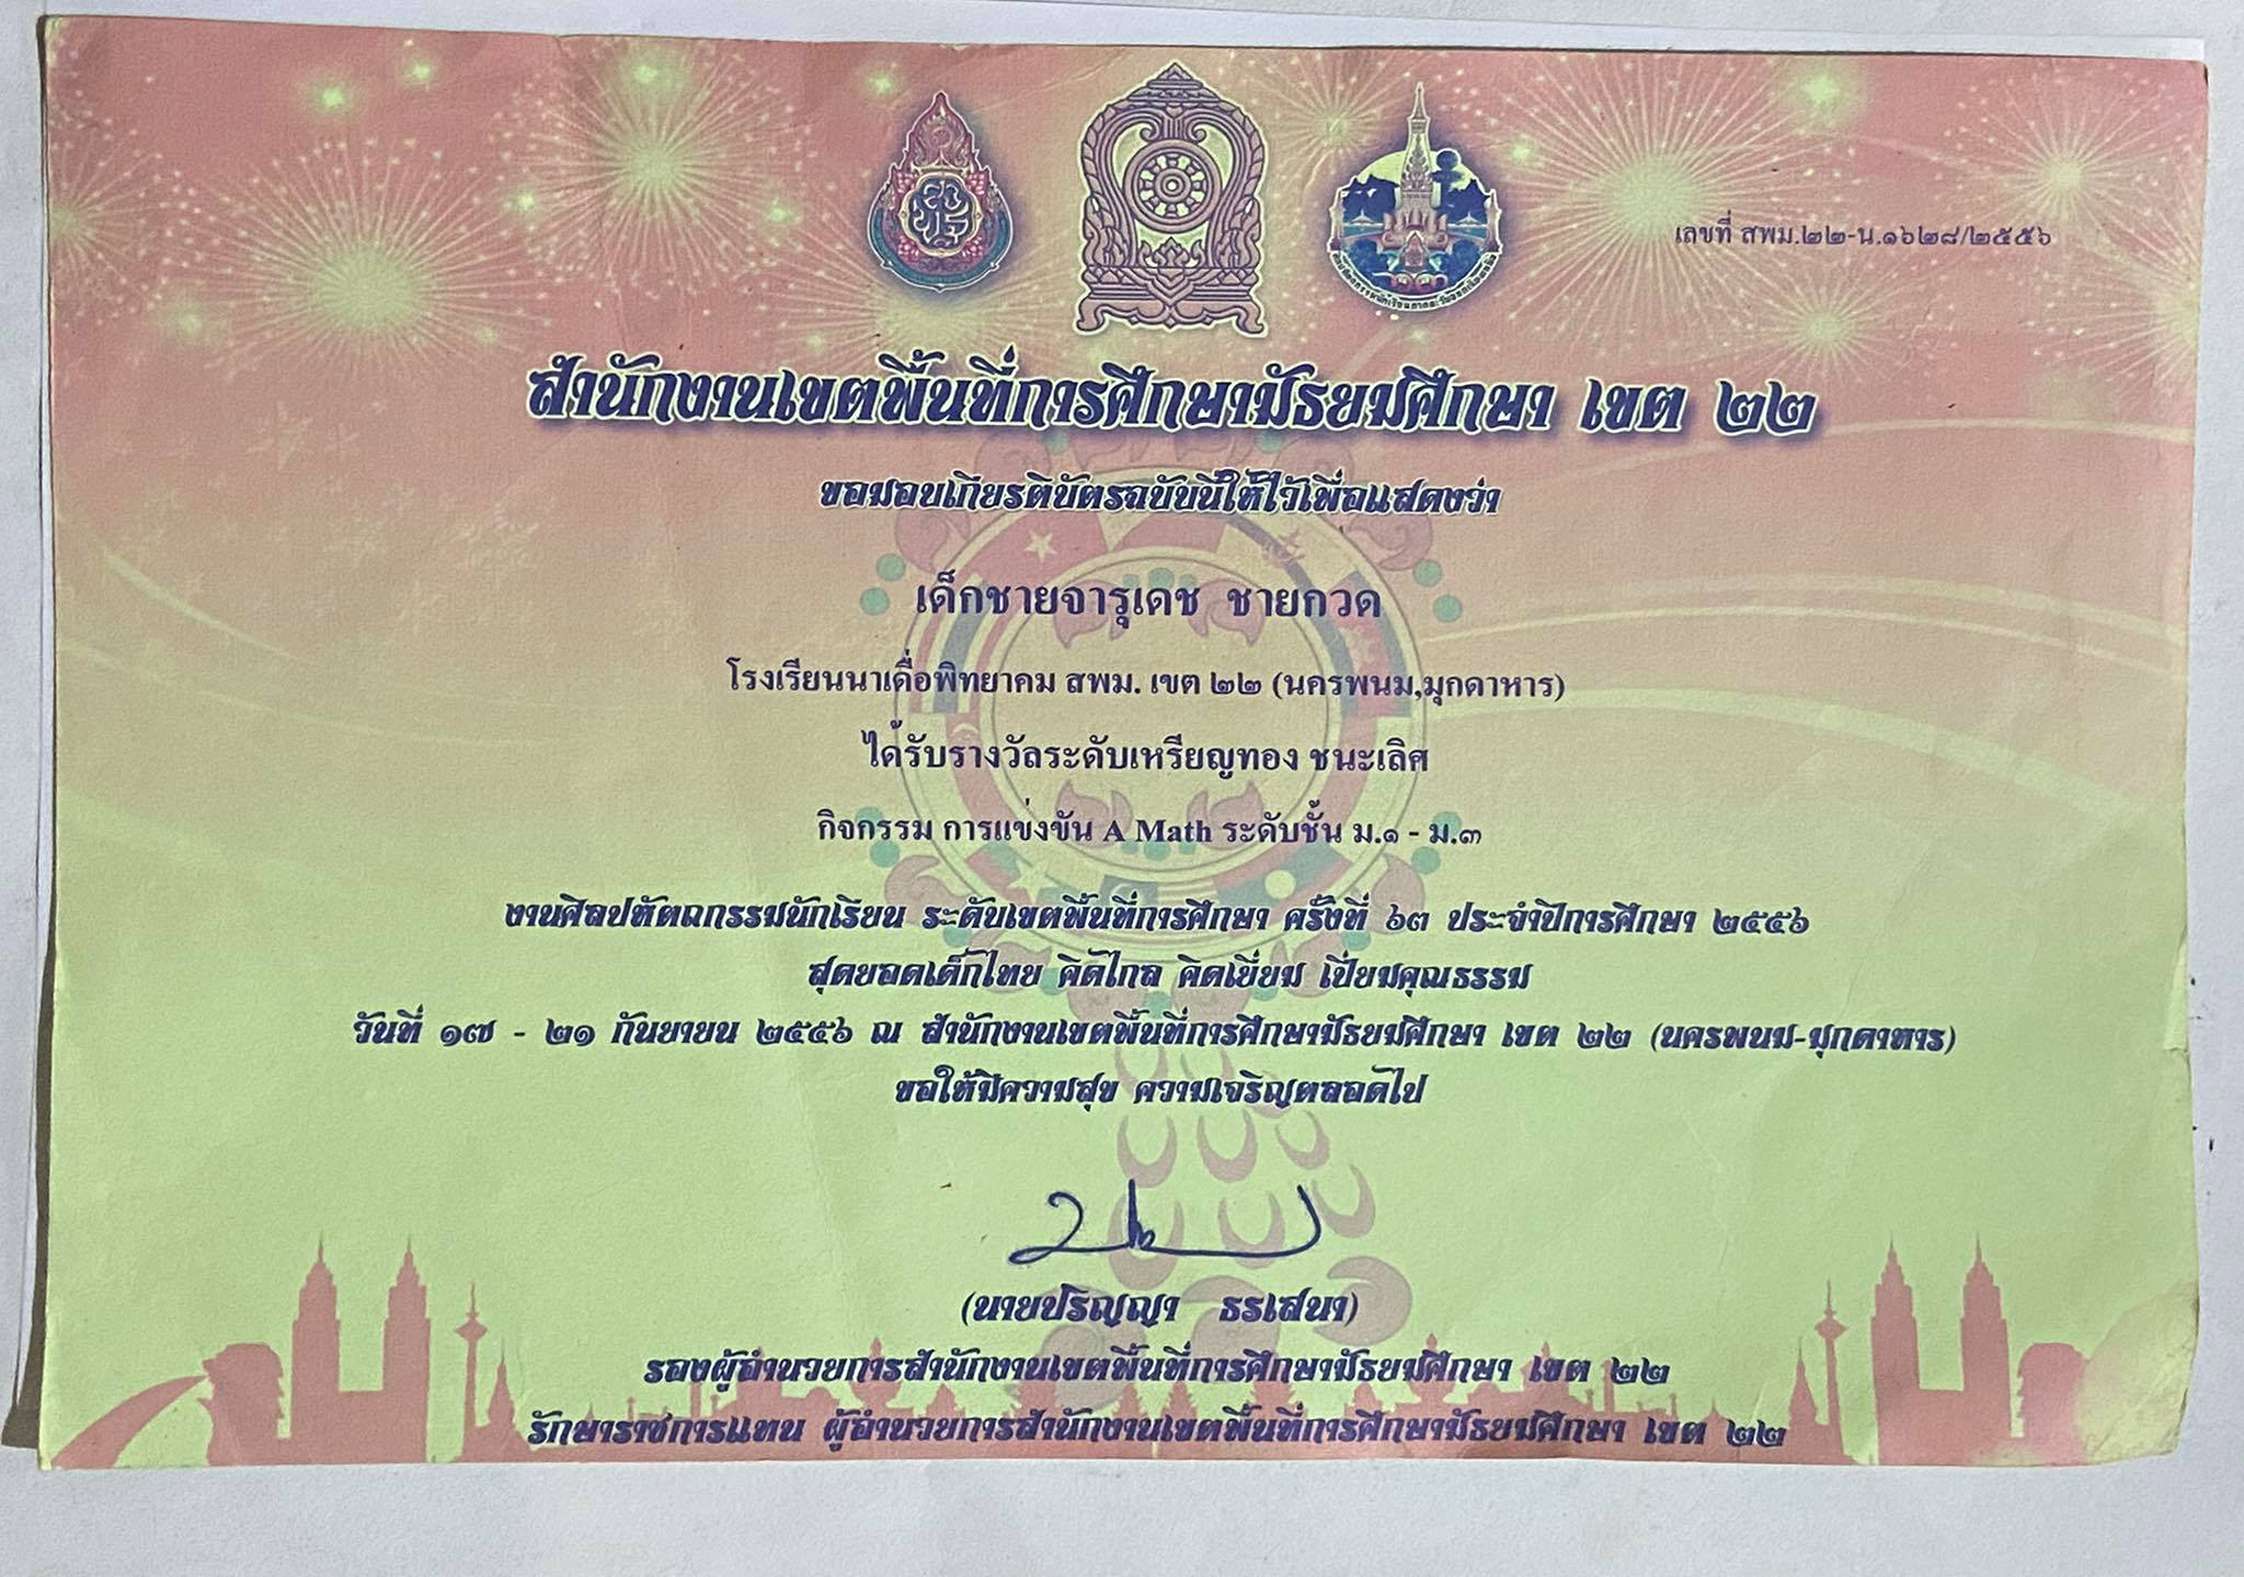 เลขที่ สพม.๒๒-น.๑๖๒๘/๒๕๕๖
สำนักงานเขตพื้นที่การศึกษามัธยมศึกษา เขต ๒๒
ขอมอบเกียรติบัตรฉบับนี้ให้ไว้เพื่อแสดงว่า
เด็กชายจารุเดช ชายกวด
โรงเรียนนาเดื่อพิทยาคม สพม. เขต ๒๒ (นครพนม,มุกดาหาร)
ได้รับรางวัลระดับเหรียญทอง ชนะเลิศ
กิจกรรม การแข่งขัน A Math ระดับชั้น ม.๑ - ม.๓
งานศิลปหัตถกรรมนักเรียน ระดับเขตพื้นที่การศึกษา ครั้งที่ ๖๓ ประจำปีการศึกษา ๒๕๕๖
สุดยอดเด็กไทย คิดไกล คิดเยี่ยม เปี่ยมคุณธรรม
วันที่ ๑๗ - ๒๑ กันยายน ๒๕๕๖ ณ สำนักงานเขตพื้นที่การศึกษามัธยมศึกษา เขต ๒๒ (นครพนม-มุกดาหาร)
ขอให้มีความสุข ความเจริญตลอดไป
(นายปริญญา ธรเสนา)
รองผู้อำนวยการสำนักงานเขตพื้นที่การศึกษามัธยมศึกษา เขต ๒๒
รักษาราชการแทน ผู้อำนวยการสำนักงานเขตพื้นที่การศึกษามัธยมศึกษา เขต ๒๒